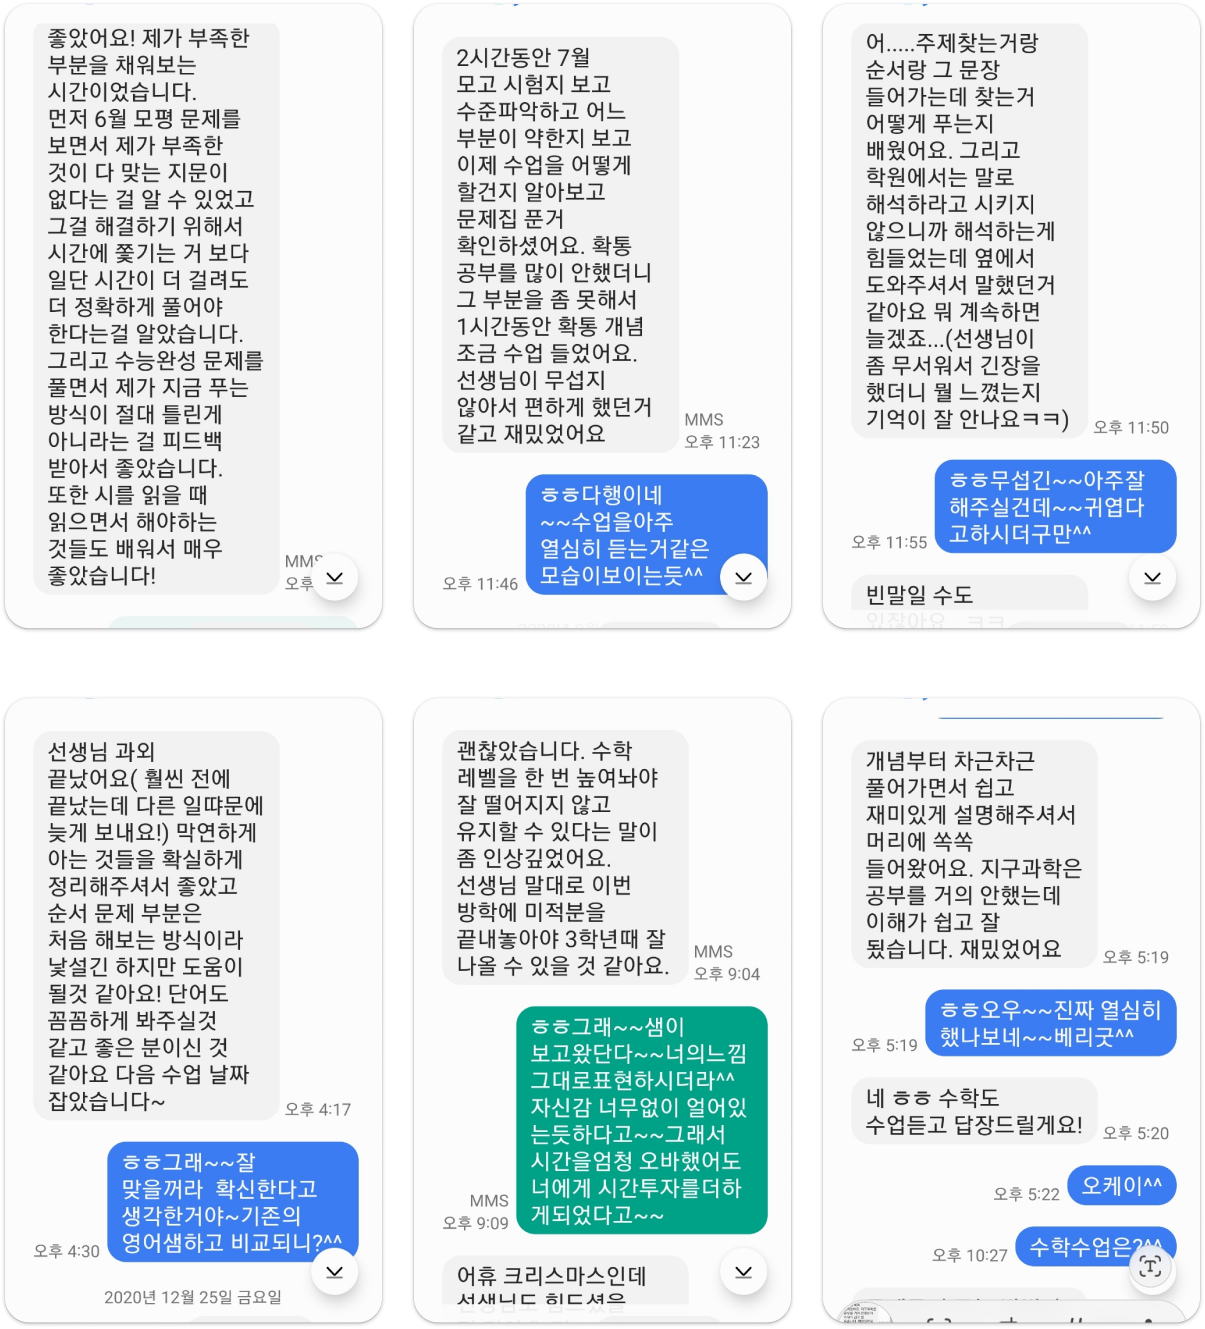 좋았어요! 제가 부족한
부분을 채워보는
시간이었습니다.
먼저 6월 모평 문제를
보면서 제가 부족한
것이 다 맞는 지문이
없다는 걸 알 수 있었고
그걸 해결하기 위해서
시간에 쫓기는 거 보다
일단 시간이 더 걸려도
더 정확하게 풀어야
한다는걸 알았습니다.
그리고 수능완성 문제를
풀면서 제가 지금 푸는
방식이 절대 틀린게
아니라는 걸 피드백
받아서 좋았습니다.
또한 시를 읽을 때
읽으면서 해야하는
것들도 배워서 매우
좋았습니다!
MMS
오후
2시간동안 7월
모고 시험지 보고
수준파악하고 어느
부분이 약한지 보고
이제 수업을 어떻게
할건지 알아보고
문제집 푼거
확인하셨어요. 확통
공부를 많이 안했더니
그 부분을 좀 못해서
1시간동안 확통 개념
조금 수업 들었어요.
선생님이 무섭지
않아서 편하게 했던거
같고 재밌었어요
MMS
오후 11:23
ㅎㅎ다행이네
~~수업을아주
열심히 듣는거같은
모습이보이는듯^^
오후 11:46
어.....주제찾는거랑
순서랑 그 문장
들어가는데 찾는거
어떻게 푸는지
배웠어요. 그리고
학원에서는 말로
해석하라고 시키지
않으니까 해석하는게
힘들었는데 옆에서
도와주셔서 말했던거
같아요 뭐 계속하면
늘겠죠...(선생님이
좀 무서워서 긴장을
했더니 뭘 느꼈는지
기억이 잘 안나요ㅋㅋ)
오후 11:50
ㅎㅎ무섭긴~~아주잘
해주실건데~~귀엽다
고하시더구만^^
오후 11:55
빈말일 수도
있잖아요 ㅋㅋ
선생님 과외
끝났어요( 훨씬 전에
끝났는데 다른 일땨문에
늦게 보내요!) 막연하게
아는 것들을 확실하게
정리해주셔서 좋았고
순서 문제 부분은
처음 해보는 방식이라
낯설긴 하지만 도움이
될것 같아요! 단어도
꼼꼼하게 봐주실것
같고 좋은 분이신 것
같아요 다음 수업 날짜
잡았습니다~
오후 4:17
ㅎㅎ그래~~잘
맞을꺼라  확신한다고
생각한거야~기존의
영어샘하고 비교되니?^^
오후 4:30
2020년 12월 25일 금요일
괜찮았습니다. 수학
레벨을 한 번 높여놔야
잘 떨어지지 않고
유지할 수 있다는 말이
좀 인상깊었어요.
선생님 말대로 이번
방학에 미적분을
끝내놓아야 3학년때 잘
나올 수 있을 것 같아요.
MMS
오후 9:04
ㅎㅎ그래~~샘이
보고왔단다~~너의느낌
그대로표현하시더라^^
자신감 너무없이 얼어있
는듯하다고~~그래서
시간을엄청 오바했어도
너에게 시간투자를더하
게되었다고~~
MMS
오후 9:09
어휴 크리스마스인데
선생님도 힘드셨을
개념부터 차근차근
풀어가면서 쉽고
재미있게 설명해주셔서
머리에 쏙쏙
들어왔어요. 지구과학은
공부를 거의 안했는데
이해가 쉽고 잘
됬습니다. 재밌었어요
오후 5:19
ㅎㅎ오우~~진짜 열심히
했나보네~~베리굿^^
오후 5:19
네 ㅎㅎ 수학도
수업듣고 답장드릴게요!
오후 5:20
오케이^^
오후 5:22
수학수업은?^^
오후 10:27